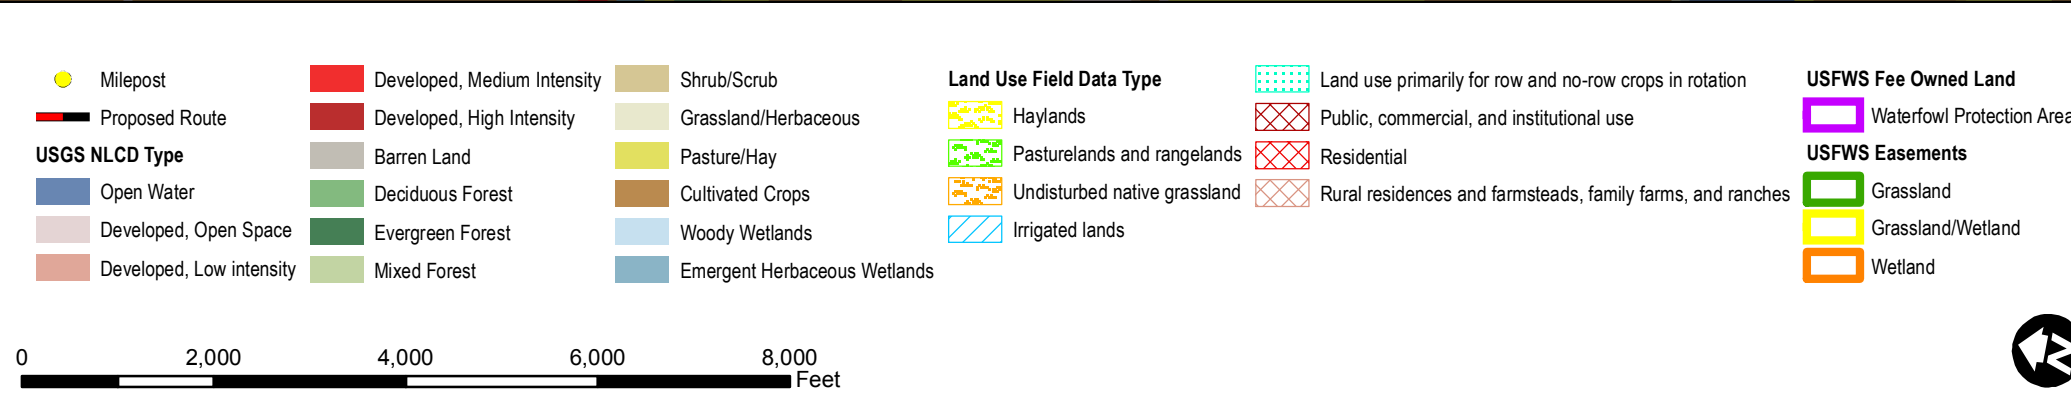 Milepost
Proposed Route
USGS NLCD Type
Open Water
Developed, Open Space
Developed, Low intensity
Developed, Medium Intensity
Developed, High Intensity
Barren Land
Deciduous Forest
Evergreen Forest
Mixed Forest
Shrub/Scrub
Grassland/Herbaceous
Pasture/Hay
Cultivated Crops
Woody Wetlands
Emergent Herbaceous Wetlands
Land Use Field Data Type
Haylands
Pasturelands and rangelands
Undisturbed native grassland
Irrigated lands
Land use primarily for row and no-row crops in rotation
Public, commercial, and institutional use
Residential
Rural residences and farmsteads, family farms, and ranches
USFWS Fee Owned Land
Waterfowl Protection Area
USFWS Easements
Grassland
Grassland/Wetland
Wetland
0 2,000 4,000 6,000 8,000
Feet
N